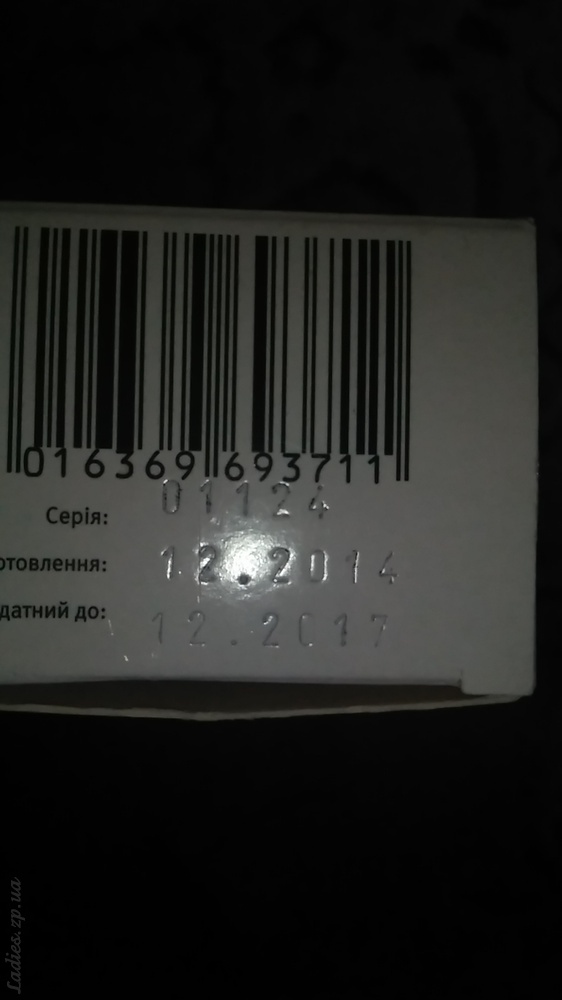 016369 693711
Серія: 01124
отовлення: 12.2014
датний до: 12.2017
Ladies.zp.ua